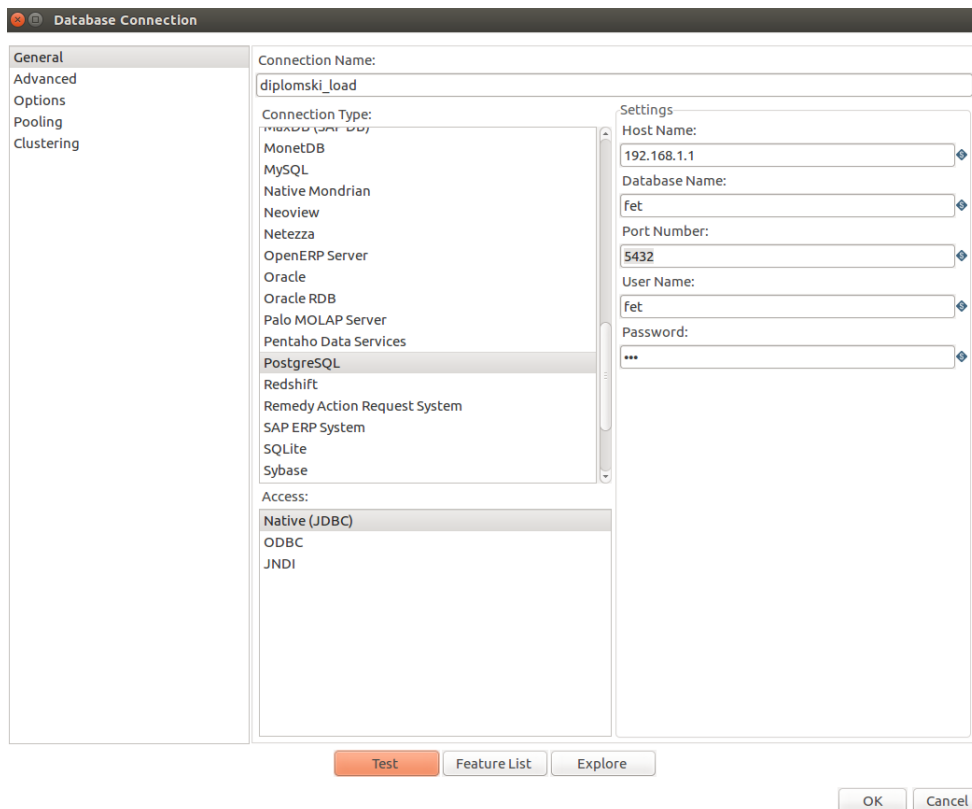 Database Connection
General
Advanced
Options
Pooling
Clustering
Connection Name:
diplomski_load
Connection Type:
MaxDB (SAP DB)
MonetDB
MySQL
Native Mondrian
Neoview
Netezza
OpenERP Server
Oracle
Oracle RDB
Palo MOLAP Server
Pentaho Data Services
PostgreSQL
Redshift
Remedy Action Request System
SAP ERP System
SQLite
Sybase
Access:
Native (JDBC)
ODBC
JNDI
Settings
Host Name:
192.168.1.1
Database Name:
fet
Port Number:
5432
User Name:
fet
Password:
•••
Test
Feature List
Explore
OK
Cancel